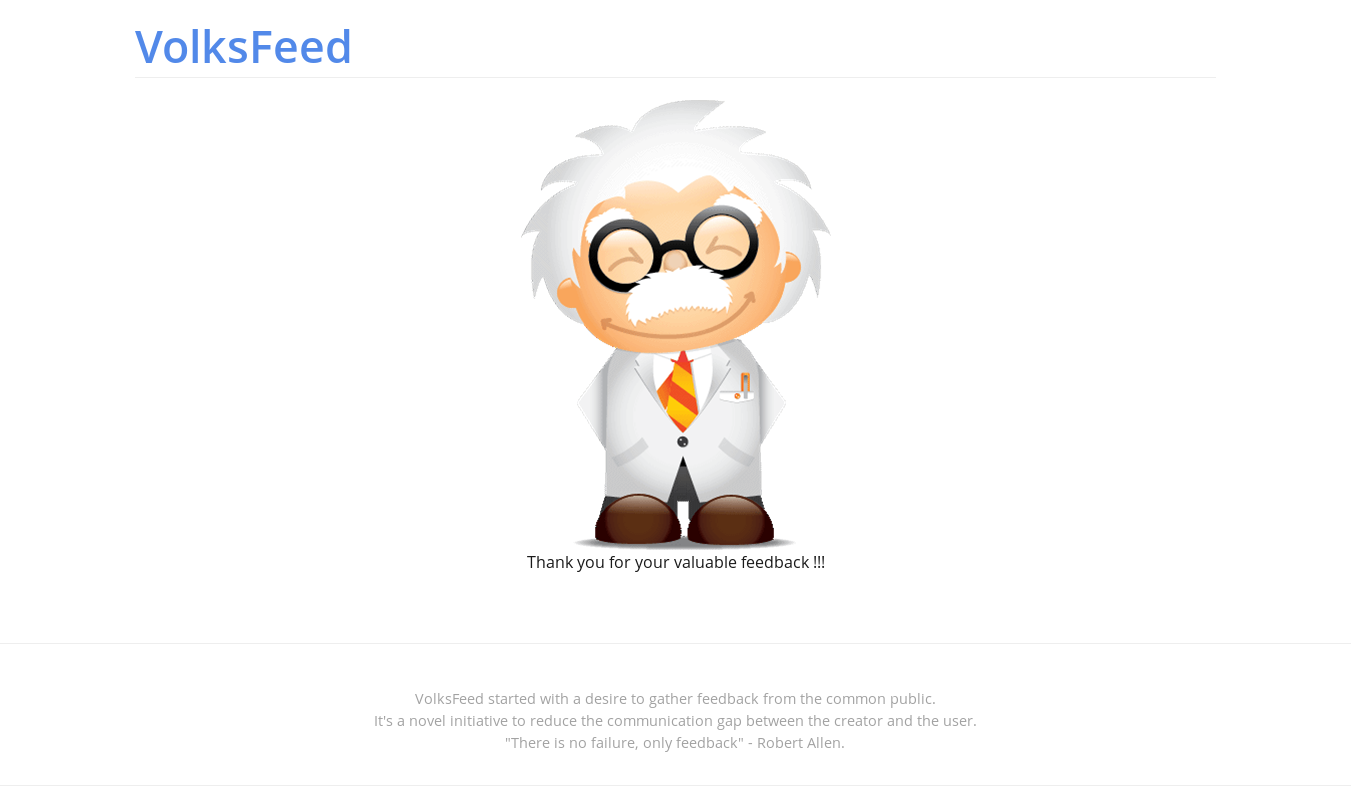 VolksFeed
Thank you for your valuable feedback !!!
VolksFeed started with a desire to gather feedback from the common public.
It's a novel initiative to reduce the communication gap between the creator and the user.
"There is no failure, only feedback" - Robert Allen.